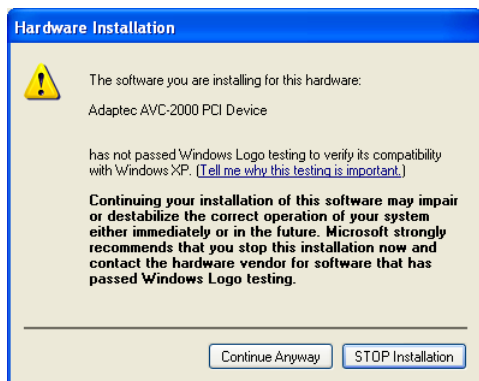 Hardware Installation
The software you are installing for this hardware:
Adaptec AVC-2000 PCI Device
has not passed Windows Logo testing to verify its compatibility
with Windows XP. (Tell me why this testing is important.)
Continuing your installation of this software may impair
or destabilize the correct operation of your system
either immediately or in the future. Microsoft strongly
recommends that you stop this installation now and
contact the hardware vendor for software that has
passed Windows Logo testing.
Continue Anyway
STOP Installation